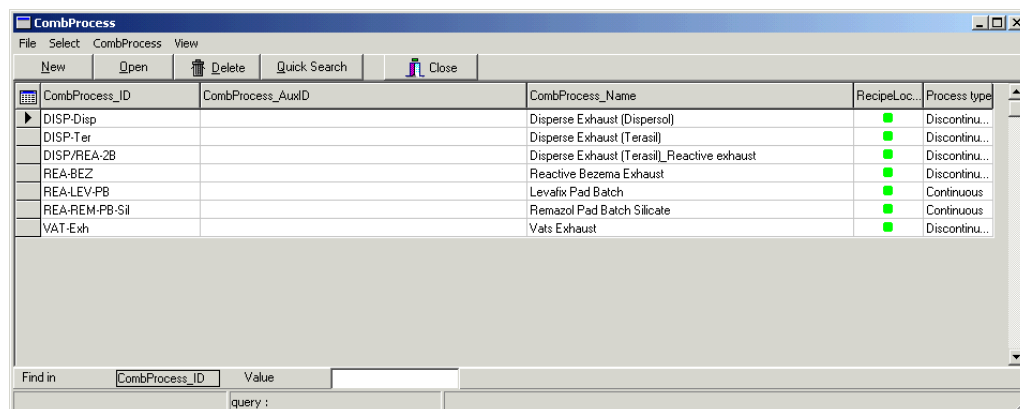 CombProcess
File Select CombProcess View
New Open Delete Quick Search Close
CombProcess_ID CombProcess_AuxID CombProcess_Name RecipeLoc... Process type
DISP-Disp Disperse Exhaust (Dispersol) Discontinu...
DISP-Ter Disperse Exhaust (Terasil) Discontinu...
DISP/REA-2B Disperse Exhaust (Terasil)_Reactive exhaust Discontinu...
REA-BEZ Reactive Bezema Exhaust Discontinu...
REA-LEV-PB Levafix Pad Batch Continuous
REA-REM-PB-Sil Remazol Pad Batch Silicate Continuous
VAT-Exh Vats Exhaust Discontinu...
Find in CombProcess_ID Value
query :